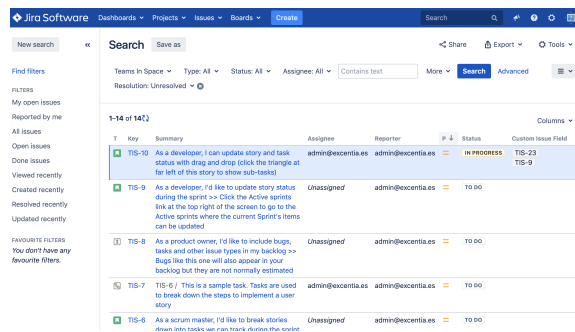 Jira Software Dashboards Projects Issues Boards Create Search
New search
Search Save as Share Export Tools
Find filters
Teams In Space Type: All Status: All Assignee: All Contains text More Search Advanced
Resolution: Unresolved
FILTERS
My open issues
Reported by me
All issues
Open issues
Done issues
Viewed recently
Created recently
Resolved recently
Updated recently
FAVOURITE FILTERS
You don't have any
favourite filters.
1–14 of 14 Columns
T Key Summary Assignee Reporter P Status Custom Issue Field
TIS-10 As a developer, I can update story and task admin@excentia.es admin@excentia.es IN PROGRESS TIS-23
status with drag and drop (click the triangle at TIS-9
far left of this story to show sub-tasks)
TIS-9 As a developer, I'd like to update story status Unassigned admin@excentia.es TO DO
during the sprint >> Click the Active sprints
link at the top right of the screen to go to the
Active sprints where the current Sprint's items
can be updated
TIS-8 As a product owner, I'd like to include bugs, Unassigned admin@excentia.es TO DO
tasks and other issue types in my backlog >>
Bugs like this one will also appear in your
backlog but they are not normally estimated
TIS-7 TIS-6 / This is a sample task. Tasks are used admin@excentia.es admin@excentia.es TO DO
to break down the steps to implement a user
story
TIS-6 As a scrum master, I'd like to break stories Unassigned admin@excentia.es TO DO
down into tasks we can track during the sprint